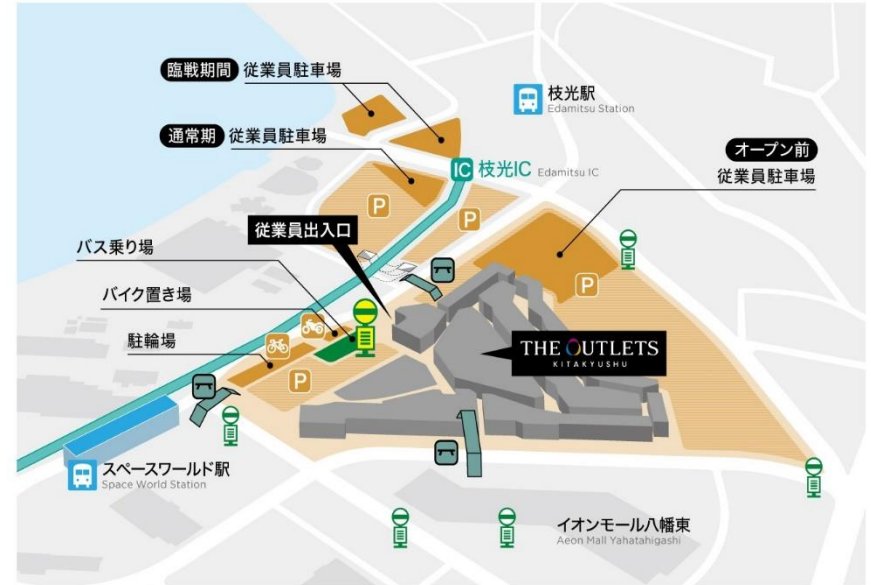 臨戦期間 従業員駐車場
枝光駅
Edamitsu Station
通常期 従業員駐車場
オープン前
従業員駐車場
IC 枝光IC Edamitsu IC
P
P
従業員出入口
バス乗り場
P
バイク置き場
駐輪場
THE OUTLETS
KITAKYUSHU
P
スペースワールド駅
Space World Station
イオンモール八幡東
Aeon Mall Yahatahigashi